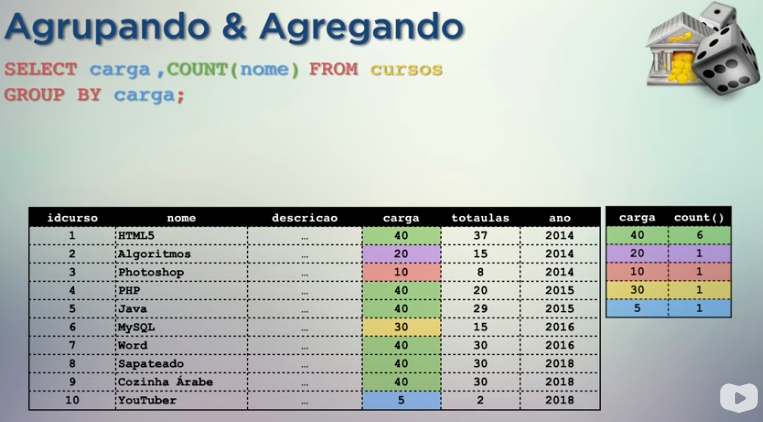 Agrupando & Agregando
SELECT carga ,COUNT(nome) FROM cursos
GROUP BY carga;
idcurso nome descricao carga totaulas ano
1 HTML5 … 40 37 2014
2 Algoritmos … 20 15 2014
3 Photoshop … 10 8 2014
4 PHP … 40 20 2015
5 Java … 40 29 2015
6 MySQL … 30 15 2016
7 Word … 40 30 2016
8 Sapateado … 40 30 2018
9 Cozinha Árabe … 40 30 2018
10 YouTuber … 5 2 2018
carga count()
40 6
20 1
10 1
30 1
5 1